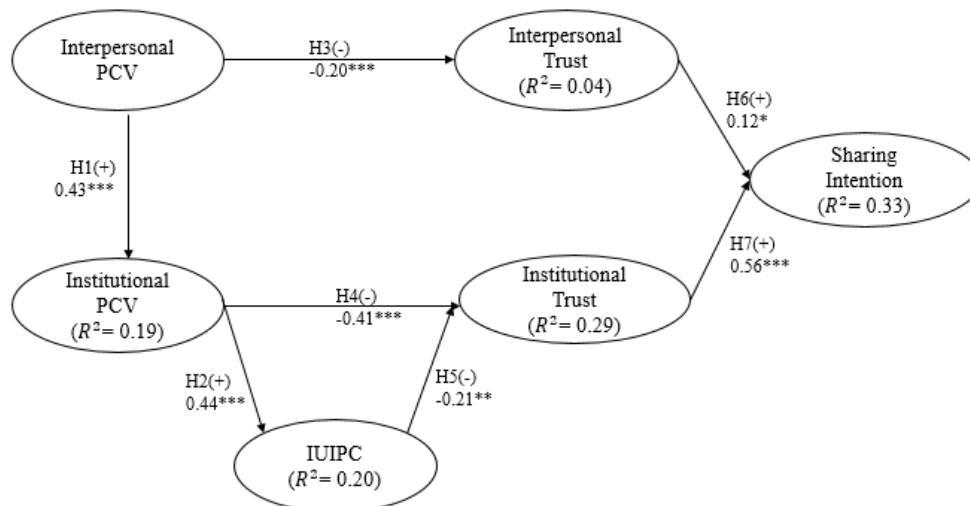 Interpersonal
PCV
H3(-)
-0.20***
Interpersonal
Trust
(R²= 0.04)
H6(+)
0.12*
H1(+)
0.43***
Sharing
Intention
(R²= 0.33)
H7(+)
0.56***
Institutional
PCV
(R²= 0.19)
H4(-)
-0.41***
Institutional
Trust
(R²= 0.29)
H2(+)
0.44***
H5(-)
-0.21**
IUIPC
(R²= 0.20)